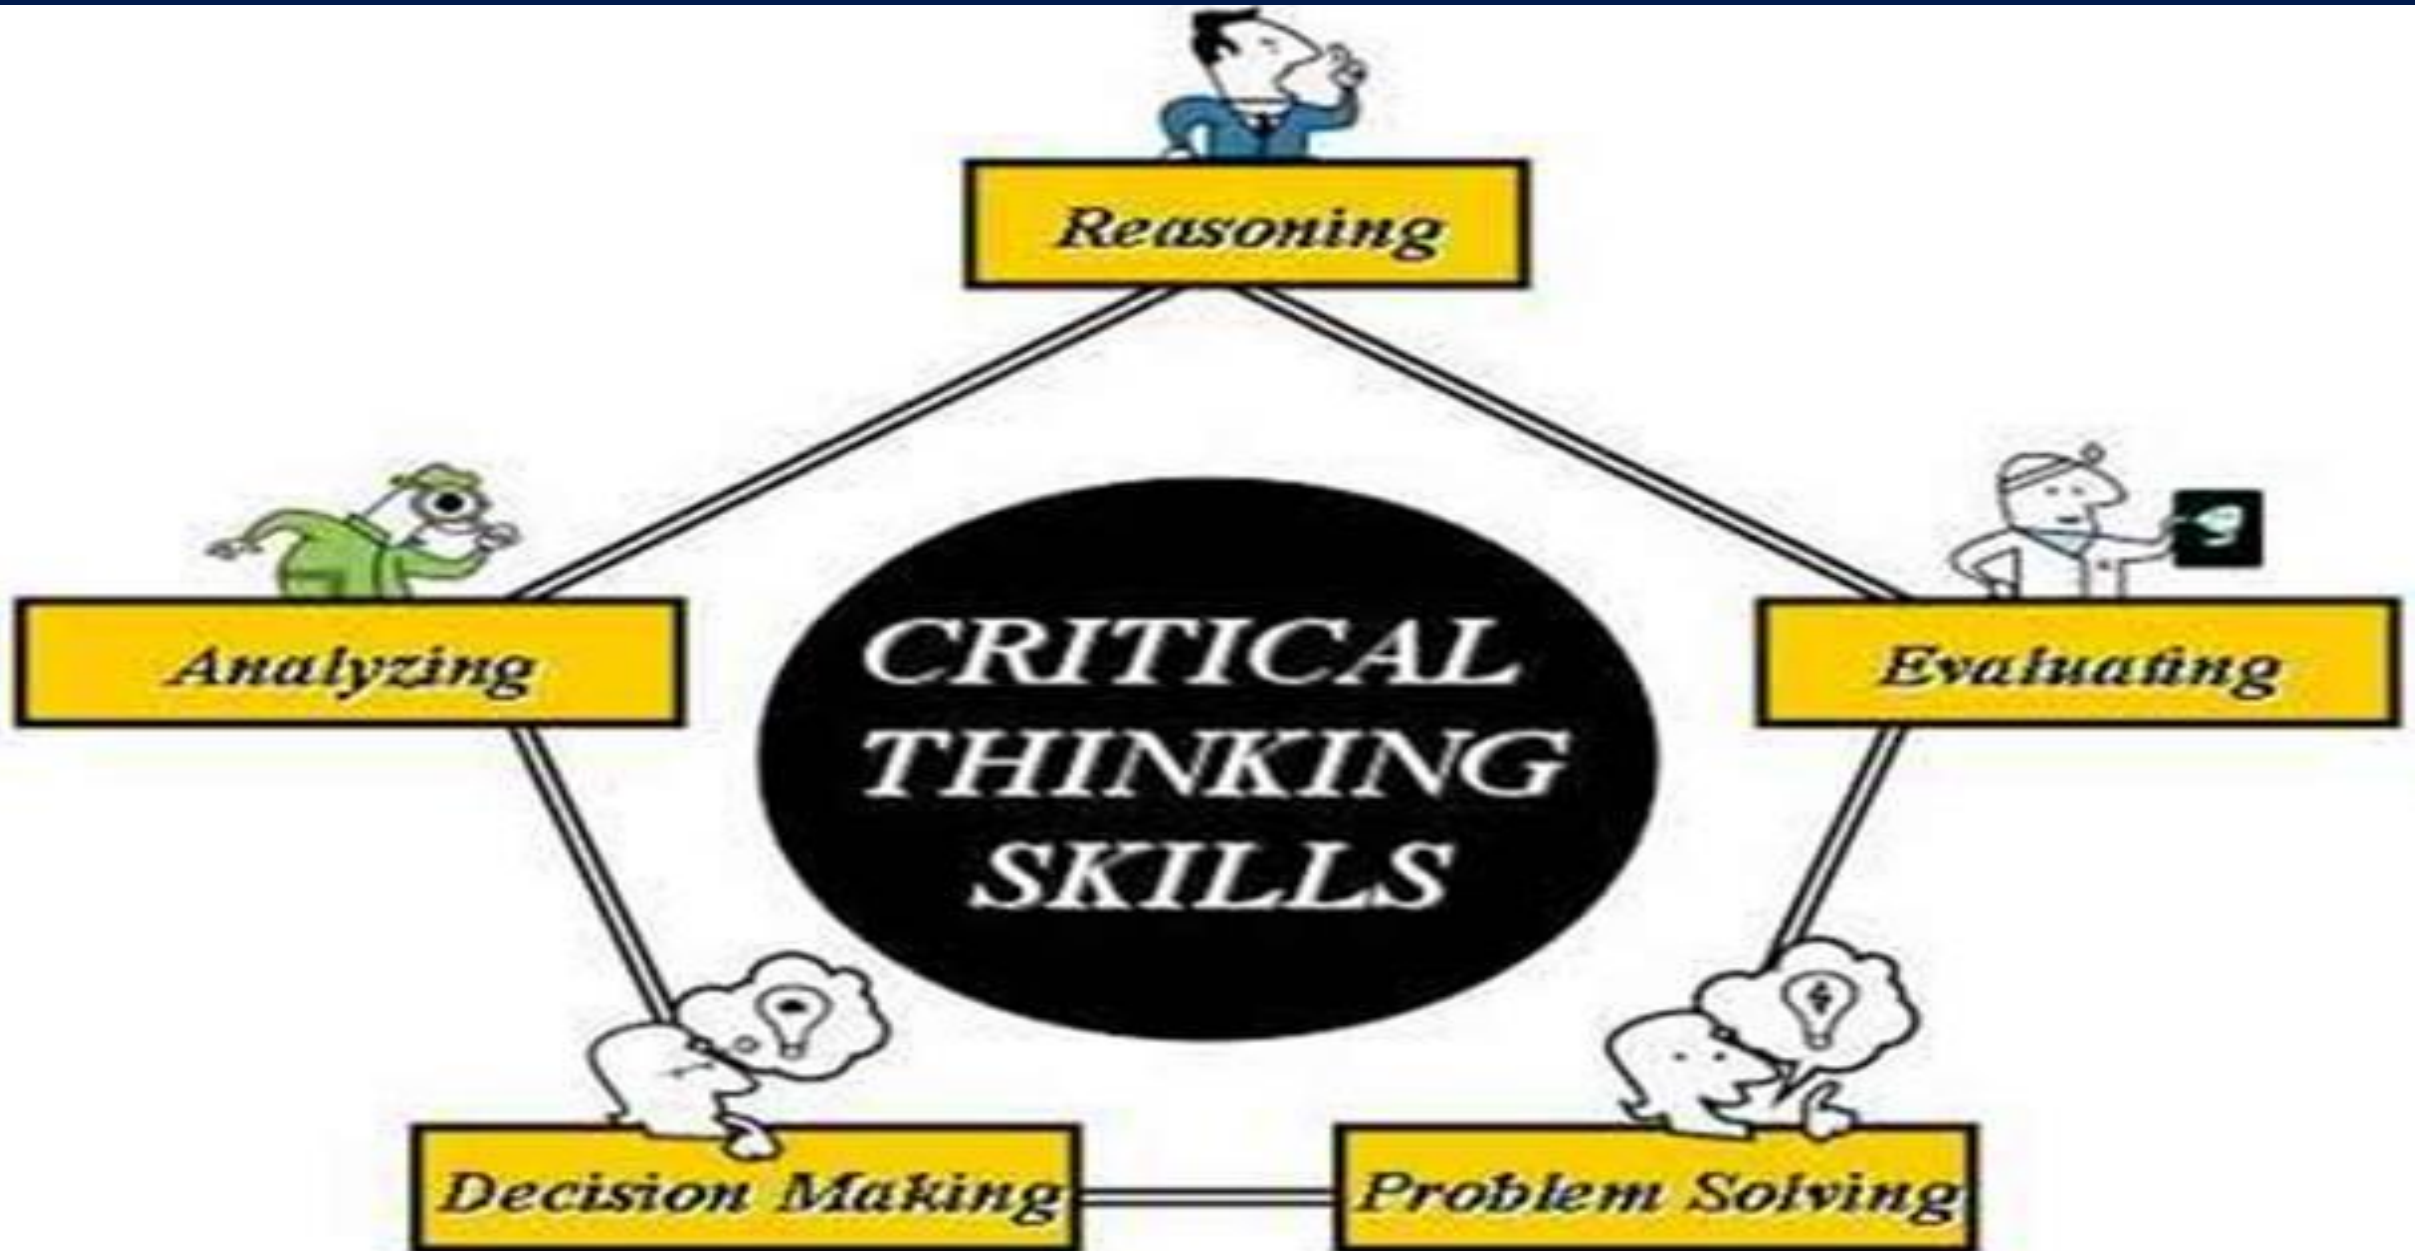 Reasoning
Analyzing
Evaluating
CRITICAL
THINKING
SKILLS
Decision Making
Problem Solving